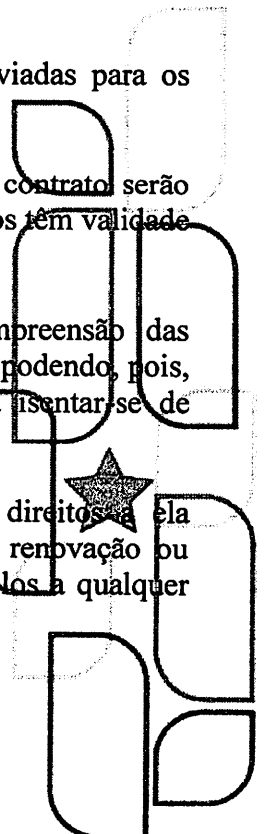 viadas para os
contrato serão
os têm validade
mpreensão das
podendo, pois,
isentar-se de
direitos a ela
renovação ou
los a qualquer